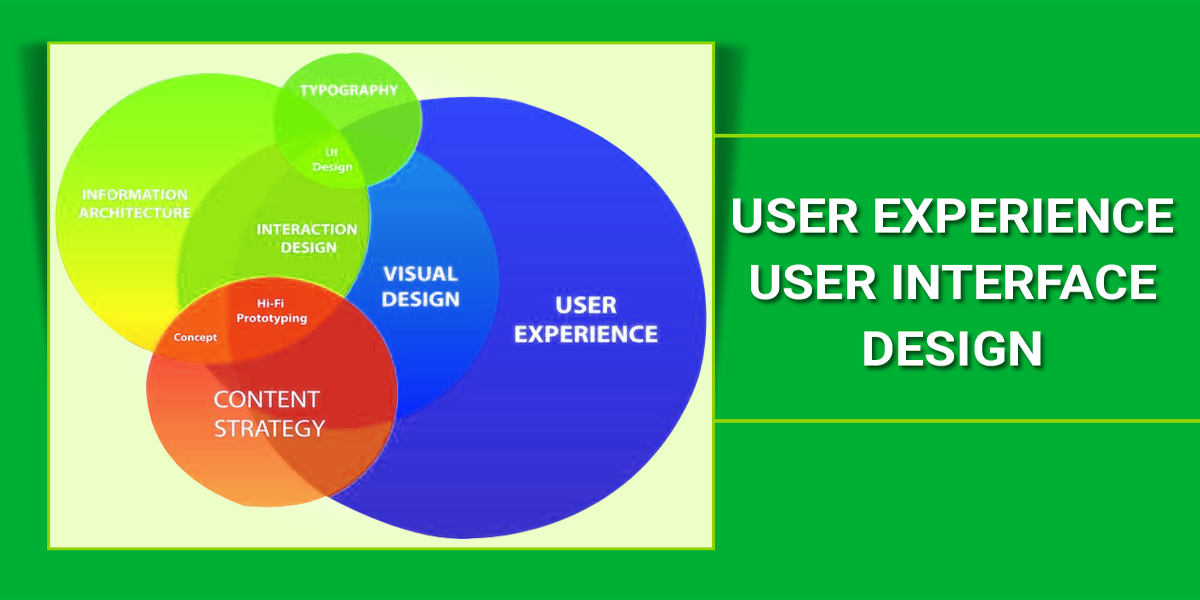 TYPOGRAPHY
UI
Design
INFORMATION
ARCHITECTURE
INTERACTION
DESIGN
VISUAL
DESIGN
USER
EXPERIENCE
Hi-Fi
Prototyping
Concept
CONTENT
STRATEGY
USER EXPERIENCE
USER INTERFACE
DESIGN